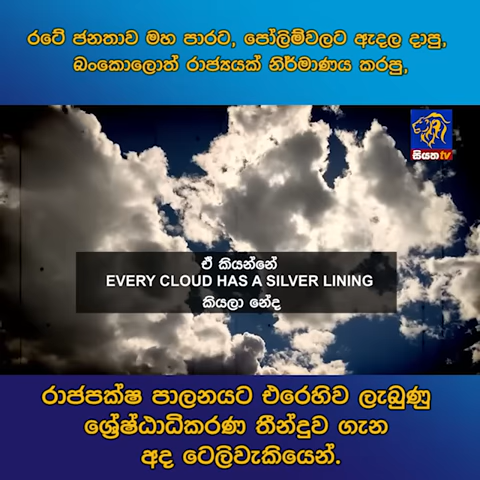 රටේ ජනතාව මහ පාරට, පෝලිම්වලට ඇදල දාපු,
බංකොලොත් රාජ්‍යයක් නිර්මාණය කරපු,
සියත tv
ඒ කියන්නේ
EVERY CLOUD HAS A SILVER LINING
කියලා නේද
රාජපක්ෂ පාලනයට එරෙහිව ලැබුණු
ශ්‍රේෂ්ඨාධිකරණ තීන්දුව ගැන
අද ටෙලිවැකියෙන්.